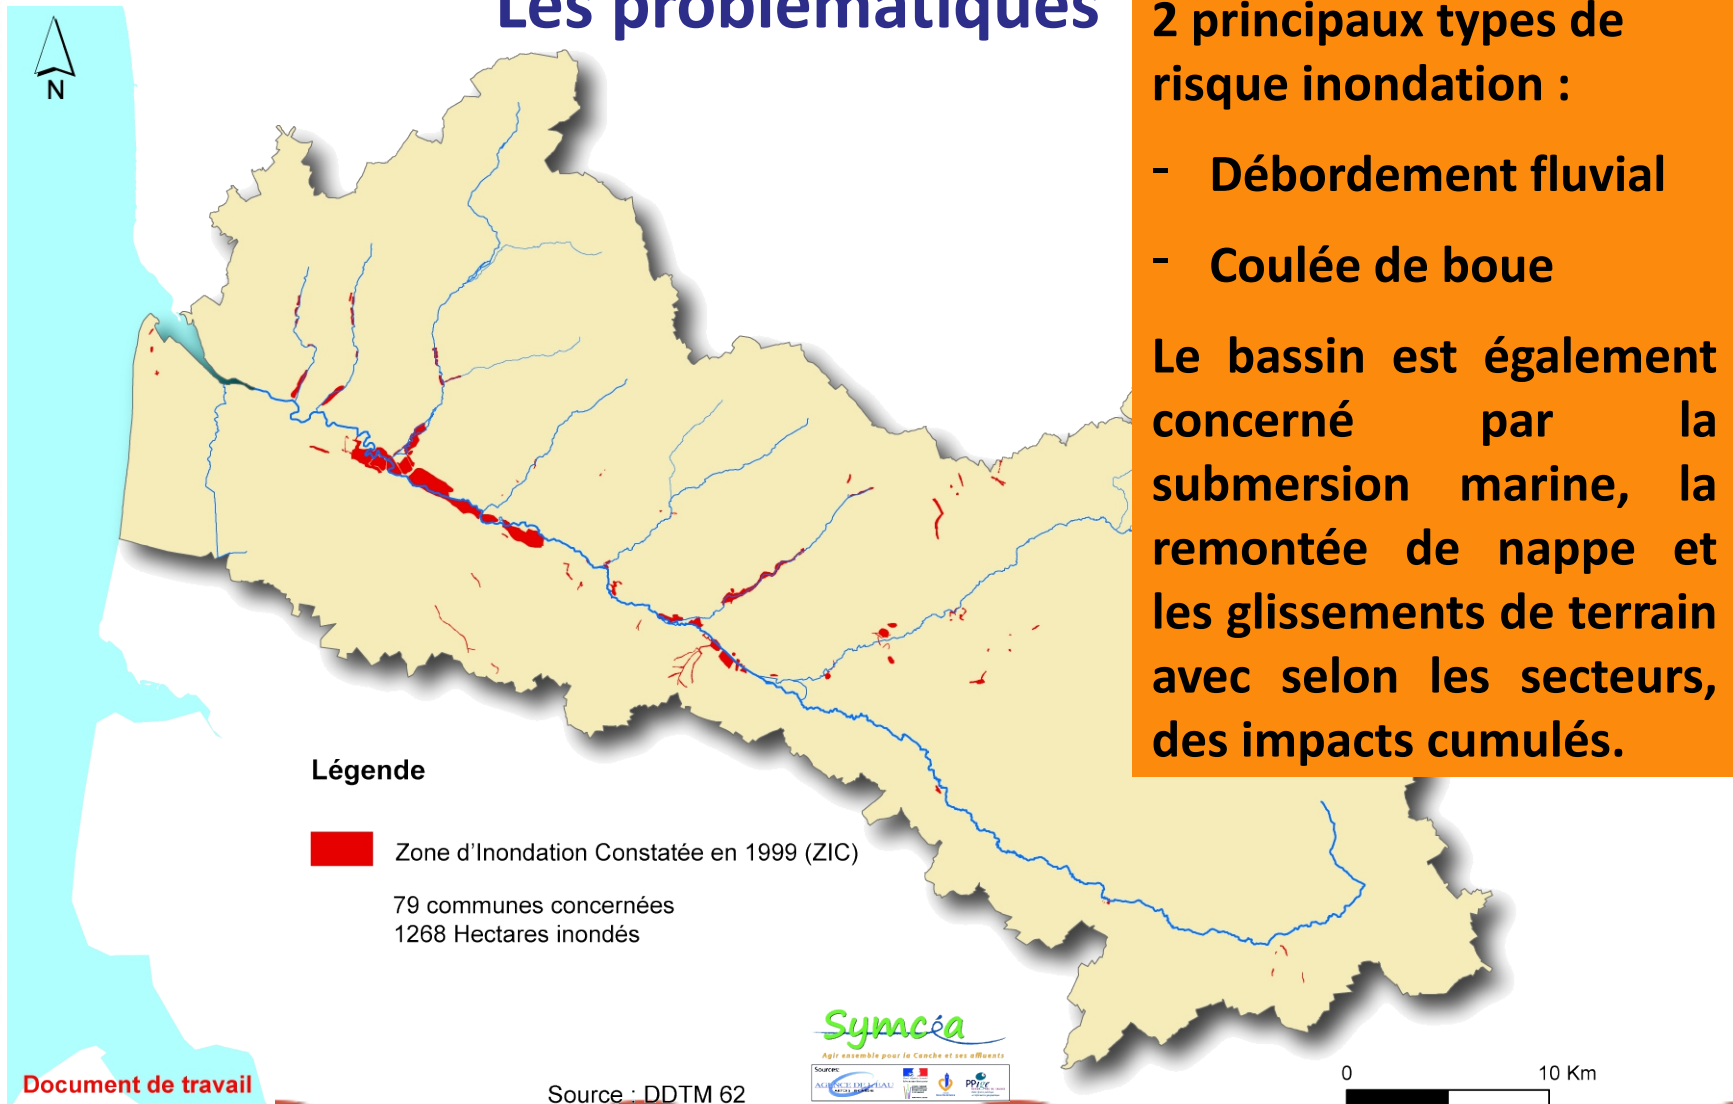 Les problématiques
2 principaux types de
risque inondation :
- Débordement fluvial
- Coulée de boue
Le bassin est également
concerné par la
submersion marine, la
remontée de nappe et
les glissements de terrain
avec selon les secteurs,
des impacts cumulés.
N
Légende
Zone d'Inondation Constatée en 1999 (ZIC)
79 communes concernées
1268 Hectares inondés
Symcéa
Agir ensemble pour la Canche et ses affluents
Sources:
AGENCE DE L'EAU
Document de travail
Source : DDTM 62
0 10 Km